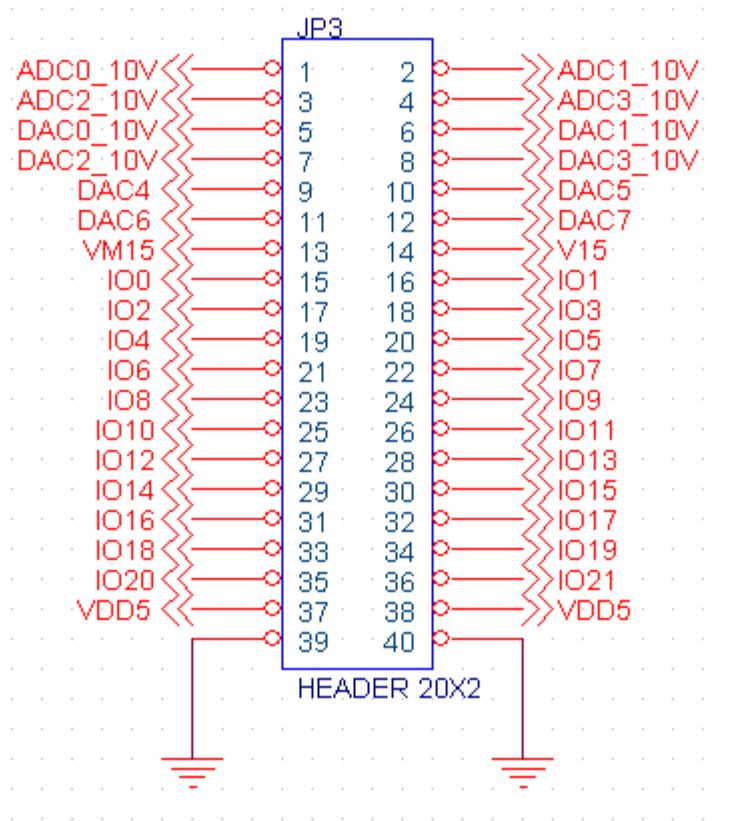 JP3
ADC0_10V 1 2 ADC1_10V
ADC2_10V 3 4 ADC3_10V
DAC0_10V 5 6 DAC1_10V
DAC2_10V 7 8 DAC3_10V
DAC4 9 10 DAC5
DAC6 11 12 DAC7
VM15 13 14 V15
IO0 15 16 IO1
IO2 17 18 IO3
IO4 19 20 IO5
IO6 21 22 IO7
IO8 23 24 IO9
IO10 25 26 IO11
IO12 27 28 IO13
IO14 29 30 IO15
IO16 31 32 IO17
IO18 33 34 IO19
IO20 35 36 IO21
VDD5 37 38 VDD5
39 40
HEADER 20X2